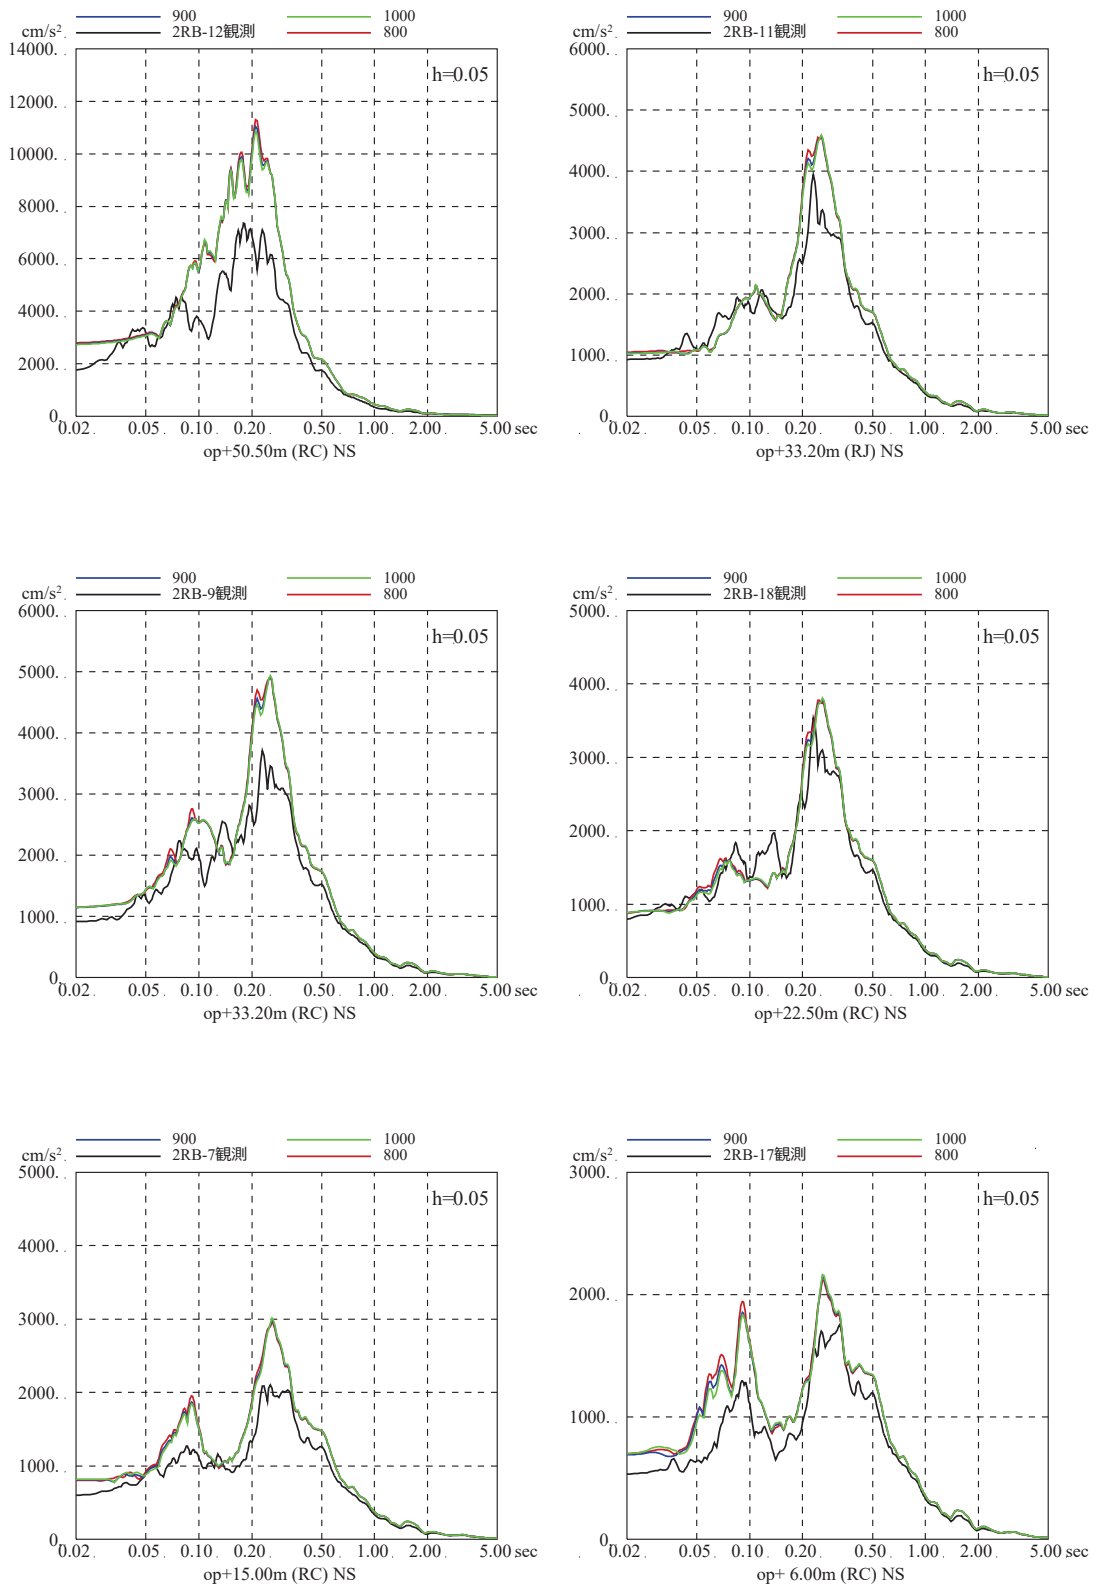 900 1000
cm/s². 2RB-12観測 800
14000.
h=0.05
12000.
10000.
8000.
6000.
4000.
2000.
0.
0.02 0.05 0.10 0.20 0.50 1.00 2.00 5.00 sec
op+50.50m (RC) NS
900 1000
cm/s². 2RB-11観測 800
6000.
h=0.05
5000.
4000.
3000.
2000.
1000.
0.
0.02 0.05 0.10 0.20 0.50 1.00 2.00 5.00 sec
op+33.20m (RJ) NS
900 1000
cm/s². 2RB-9観測 800
6000.
h=0.05
5000.
4000.
3000.
2000.
1000.
0.
0.02 0.05 0.10 0.20 0.50 1.00 2.00 5.00 sec
op+33.20m (RC) NS
900 1000
cm/s². 2RB-18観測 800
5000.
h=0.05
4000.
3000.
2000.
1000.
0.
0.02 0.05 0.10 0.20 0.50 1.00 2.00 5.00 sec
op+22.50m (RC) NS
900 1000
cm/s². 2RB-7観測 800
5000.
h=0.05
4000.
3000.
2000.
1000.
0.
0.02 0.05 0.10 0.20 0.50 1.00 2.00 5.00 sec
op+15.00m (RC) NS
900 1000
cm/s². 2RB-17観測 800
3000.
h=0.05
2000.
1000.
0.
0.02 0.05 0.10 0.20 0.50 1.00 2.00 5.00 sec
op+ 6.00m (RC) NS